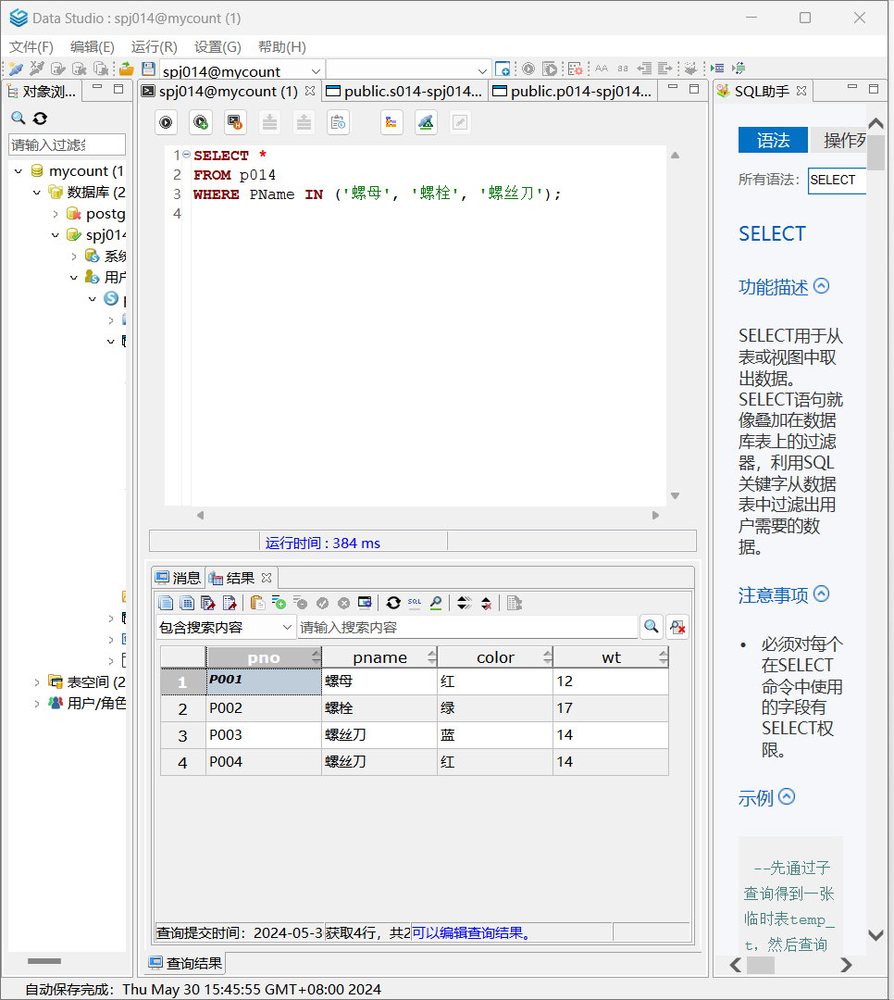 Data Studio : spj014@mycount (1)
文件(F) 编辑(E) 运行(R) 设置(G) 帮助(H)
spj014@mycount
对象浏...
请输入过滤
mycount (1
数据库 (2
postg
spj014
系统
用户
表空间 (2
用户/角色
spj014@mycount (1) public.s014-spj014... public.p014-spj014...
1 SELECT *
2 FROM p014
3 WHERE PName IN ('螺母', '螺栓', '螺丝刀');
4
运行时间 : 384 ms
消息 结果
包含搜索内容 请输入搜索内容
pno pname color wt
1 P001 螺母 红 12
2 P002 螺栓 绿 17
3 P003 螺丝刀 蓝 14
4 P004 螺丝刀 红 14
查询提交时间：2024-05-3 获取4行，共2 可以编辑查询结果。
查询结果
SQL助手
语法 操作列
所有语法： SELECT
SELECT
功能描述
SELECT用于从
表或视图中取
出数据。
SELECT语句就
像叠加在数据
库表上的过滤
器，利用SQL
关键字从数据
表中过滤出用
户需要的数
据。
注意事项
• 必须对每个
在SELECT
命令中使用
的字段有
SELECT权
限。
示例
--先通过子
查询得到一张
临时表temp_
t，然后查询
自动保存完成：Thu May 30 15:45:55 GMT+08:00 2024